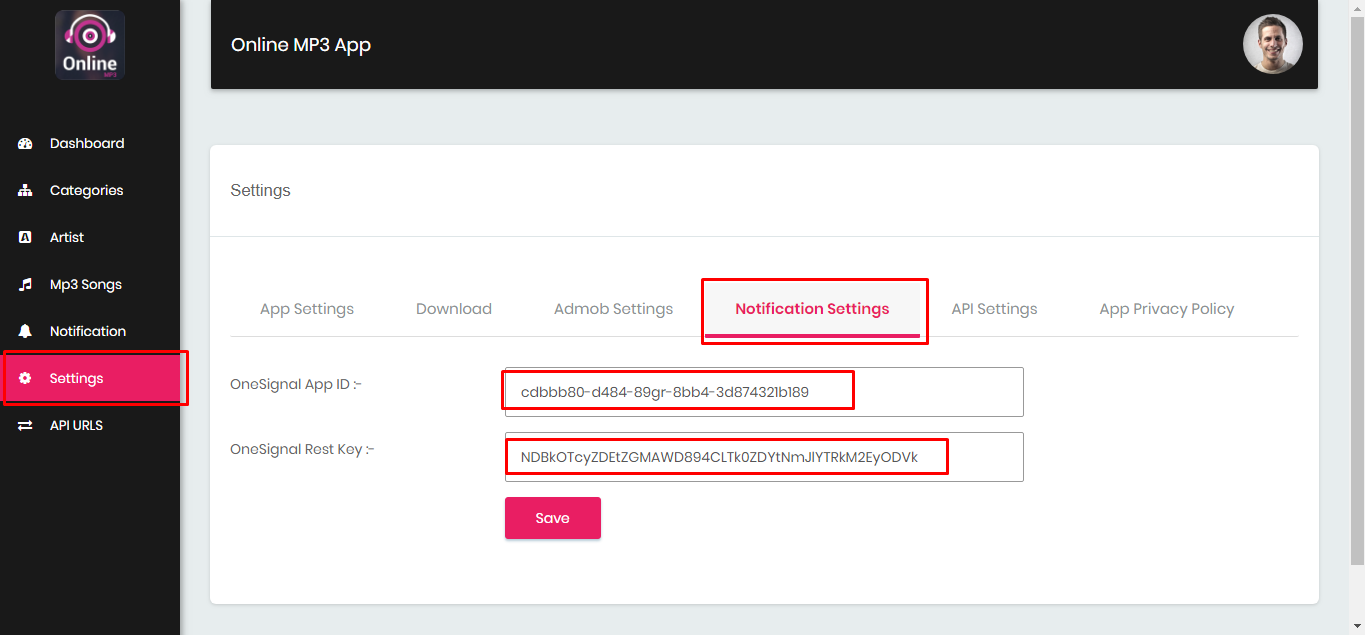 Online
MP3
Online MP3 App
Dashboard
Categories
Artist
Mp3 Songs
Notification
Settings
API URLS
Settings
App Settings
Download
Admob Settings
Notification Settings
API Settings
App Privacy Policy
OneSignal App ID :-
cdbbb80-d484-89gr-8bb4-3d874321b189
OneSignal Rest Key :-
NDBkOTcyZDEtZGMAWD894CLTk0ZDYtNmJlYTRkM2EyODVk
Save